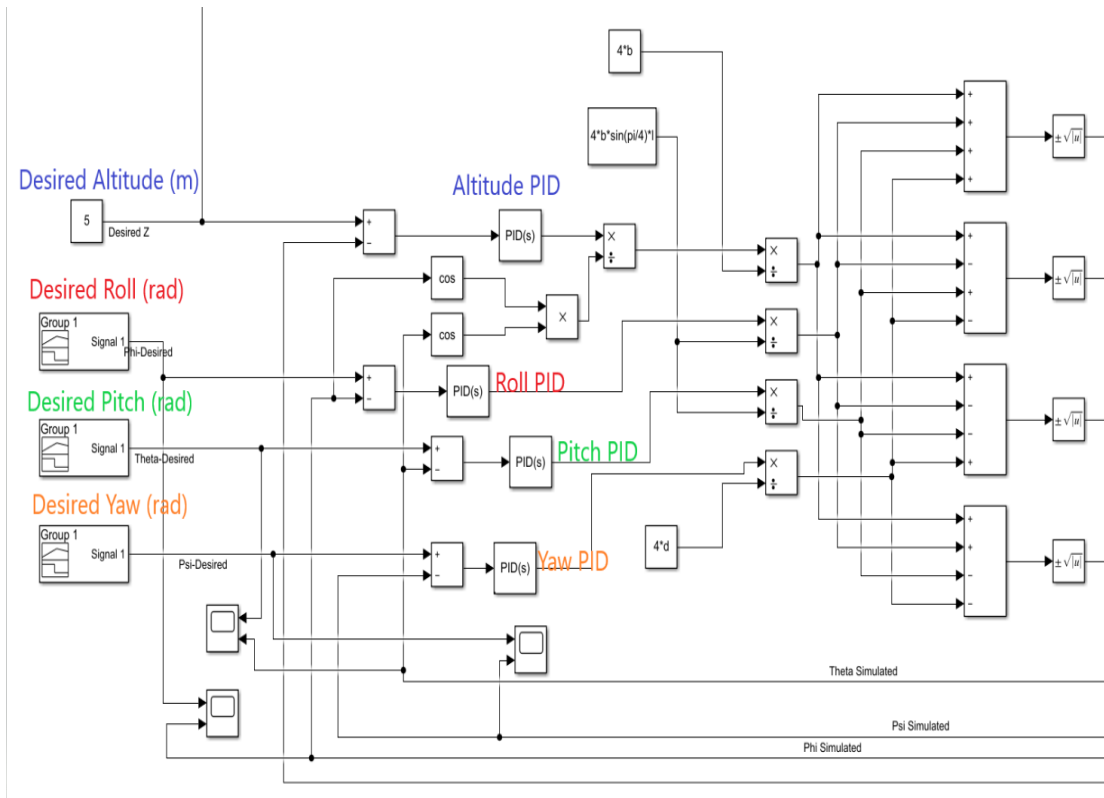 4*b
4*b*sin(pi/4)*l
Desired Altitude (m)
Altitude PID
5
Desired Z
+
−
PID(s)
×
÷
×
÷
cos
×
cos
Desired Roll (rad)
Group 1
Signal 1
Phi-Desired
+
−
PID(s)
Roll PID
×
÷
Desired Pitch (rad)
Group 1
Signal 1
Theta-Desired
+
−
PID(s)
Pitch PID
×
÷
Desired Yaw (rad)
Group 1
Signal 1
Psi-Desired
+
−
PID(s)
Yaw PID
×
÷
4*d
+
+
+
+
± √|u|
+
−
+
−
± √|u|
+
−
−
+
± √|u|
+
+
−
−
± √|u|
Theta Simulated
Psi Simulated
Phi Simulated